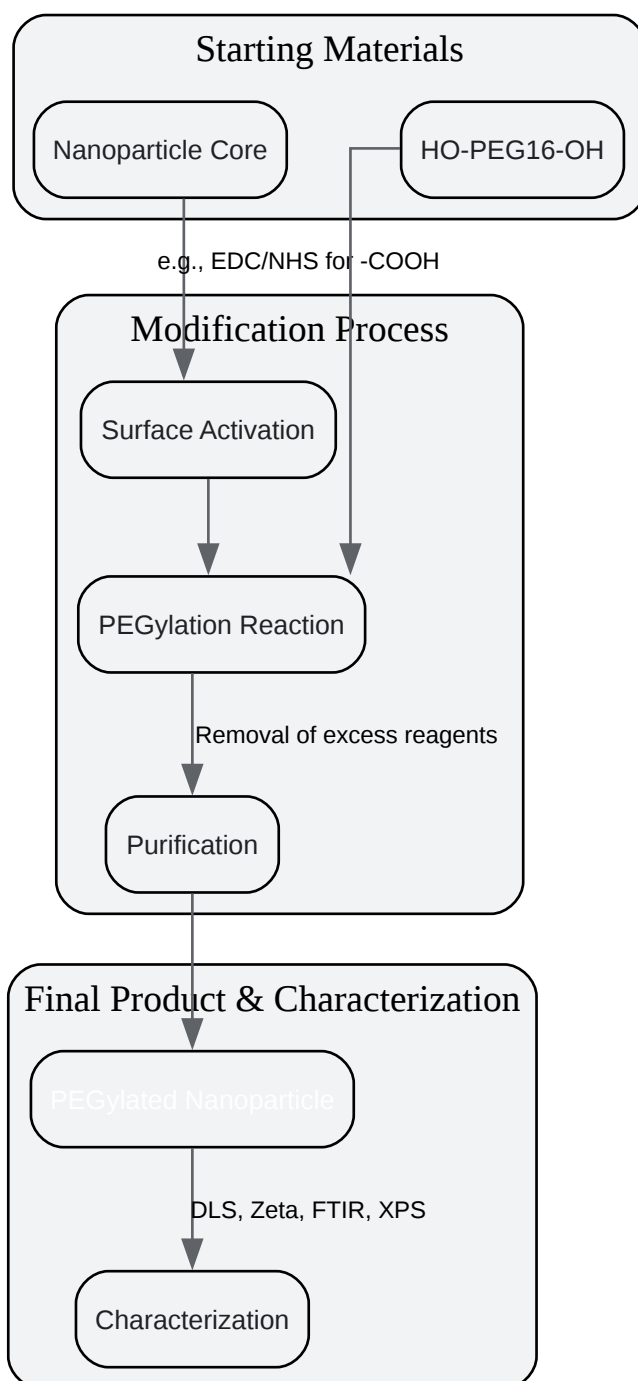 Starting Materials
Nanoparticle Core
HO-PEG16-OH
e.g., EDC/NHS for -COOH
Modification Process
Surface Activation
PEGylation Reaction
Removal of excess reagents
Purification
Final Product & Characterization
PEGylated Nanoparticle
DLS, Zeta, FTIR, XPS
Characterization